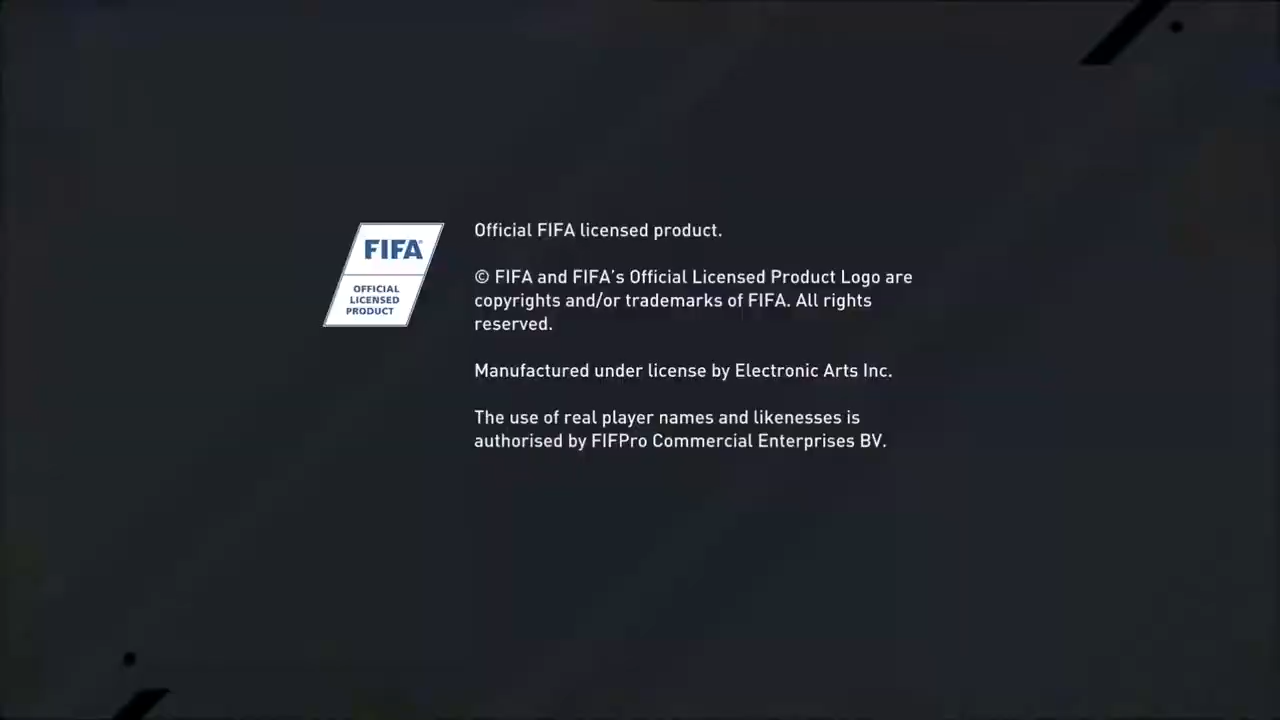 FIFA
OFFICIAL
LICENSED
PRODUCT
Official FIFA licensed product.
© FIFA and FIFA's Official Licensed Product Logo are
copyrights and/or trademarks of FIFA. All rights
reserved.
Manufactured under license by Electronic Arts Inc.
The use of real player names and likenesses is
authorised by FIFPro Commercial Enterprises BV.